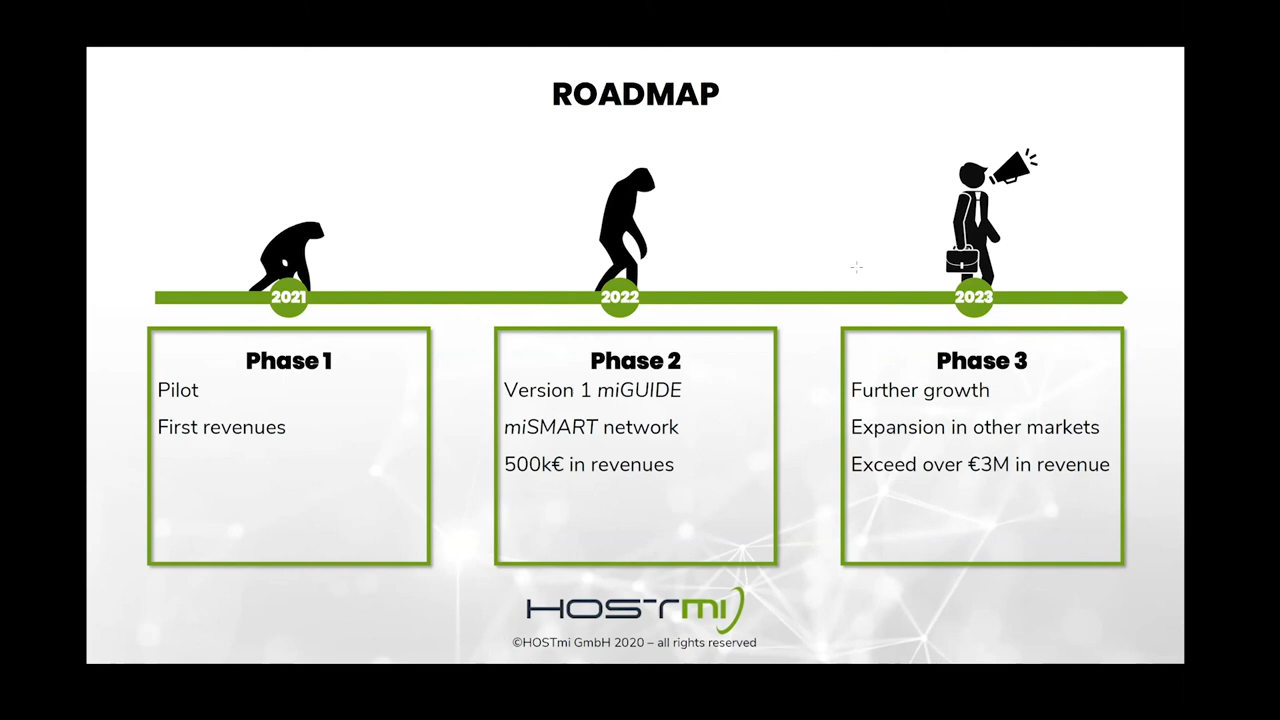 ROADMAP
2021
2022
2023
Phase 1
Pilot
First revenues
Phase 2
Version 1 miGUIDE
miSMART network
500k€ in revenues
Phase 3
Further growth
Expansion in other markets
Exceed over €3M in revenue
HOSTmi
©HOSTmi GmbH 2020 – all rights reserved